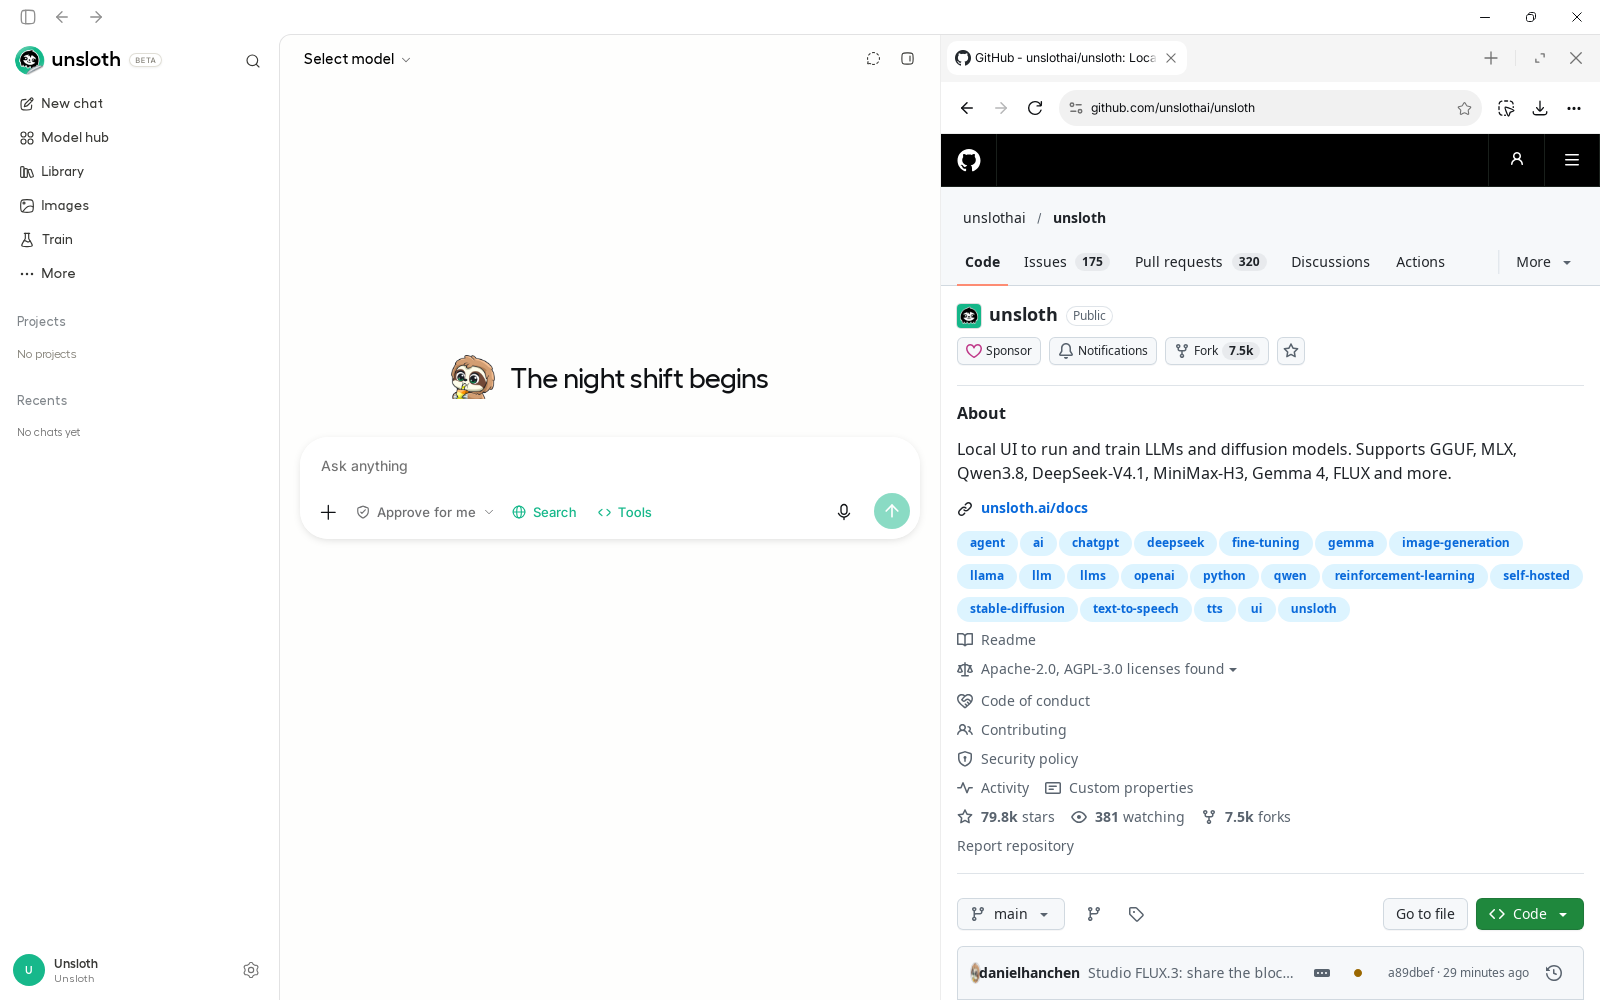 unsloth BETA
New chat
Model hub
Library
Images
Train
More
Projects
No projects
Recents
No chats yet
U
Unsloth
Unsloth
Select model
The night shift begins
Ask anything
Approve for me
Search
Tools
GitHub - unslothai/unsloth: Loca
github.com/unslothai/unsloth
unslothai / unsloth
Code Issues 175 Pull requests 320 Discussions Actions More
unsloth Public
Sponsor Notifications Fork 7.5k
About
Local UI to run and train LLMs and diffusion models. Supports GGUF, MLX,
Qwen3.8, DeepSeek-V4.1, MiniMax-H3, Gemma 4, FLUX and more.
unsloth.ai/docs
agent ai chatgpt deepseek fine-tuning gemma image-generation
llama llm llms openai python qwen reinforcement-learning self-hosted
stable-diffusion text-to-speech tts ui unsloth
Readme
Apache-2.0, AGPL-3.0 licenses found
Code of conduct
Contributing
Security policy
Activity Custom properties
79.8k stars 381 watching 7.5k forks
Report repository
main Go to file Code
danielhanchen Studio FLUX.3: share the bloc... a89dbef · 29 minutes ago